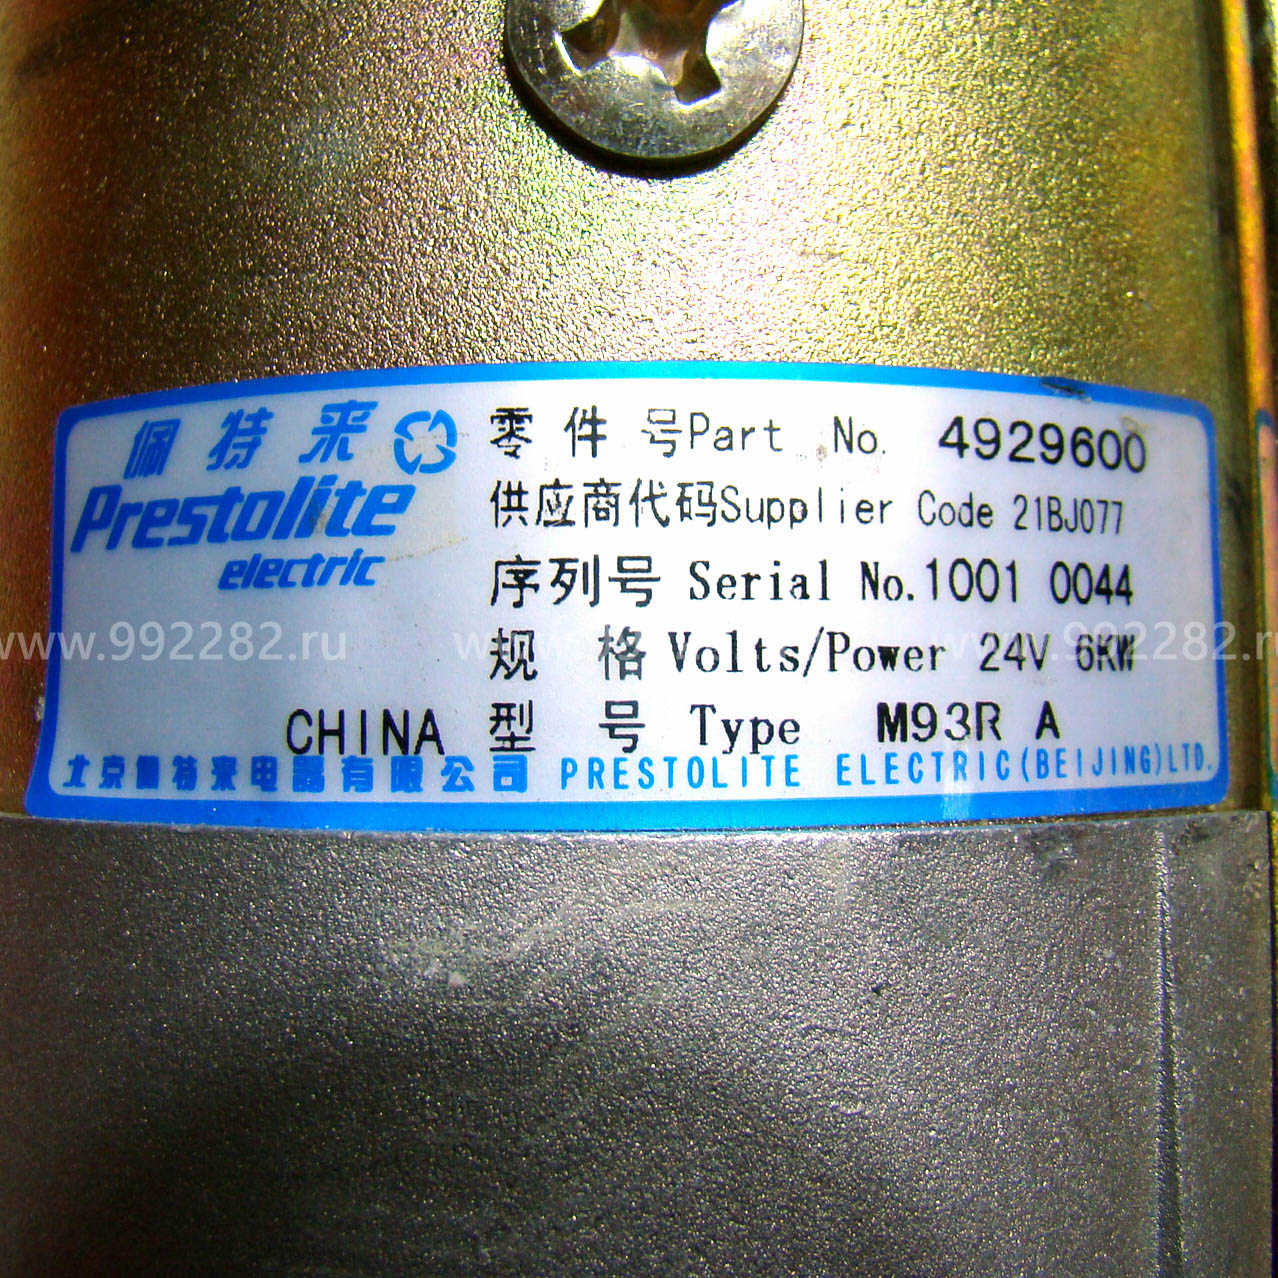 佩特来
Prestolite
electric
零件号Part No. 4929600
供应商代码Supplier Code 21BJ077
序列号 Serial No.1001 0044
www.992282.ru www.992282.ru
规格 Volts/Power 24V 6KW
CHINA 型号 Type M93R A
北京佩特来电器有限公司 PRESTOLITE ELECTRIC(BEIJING)LTD.